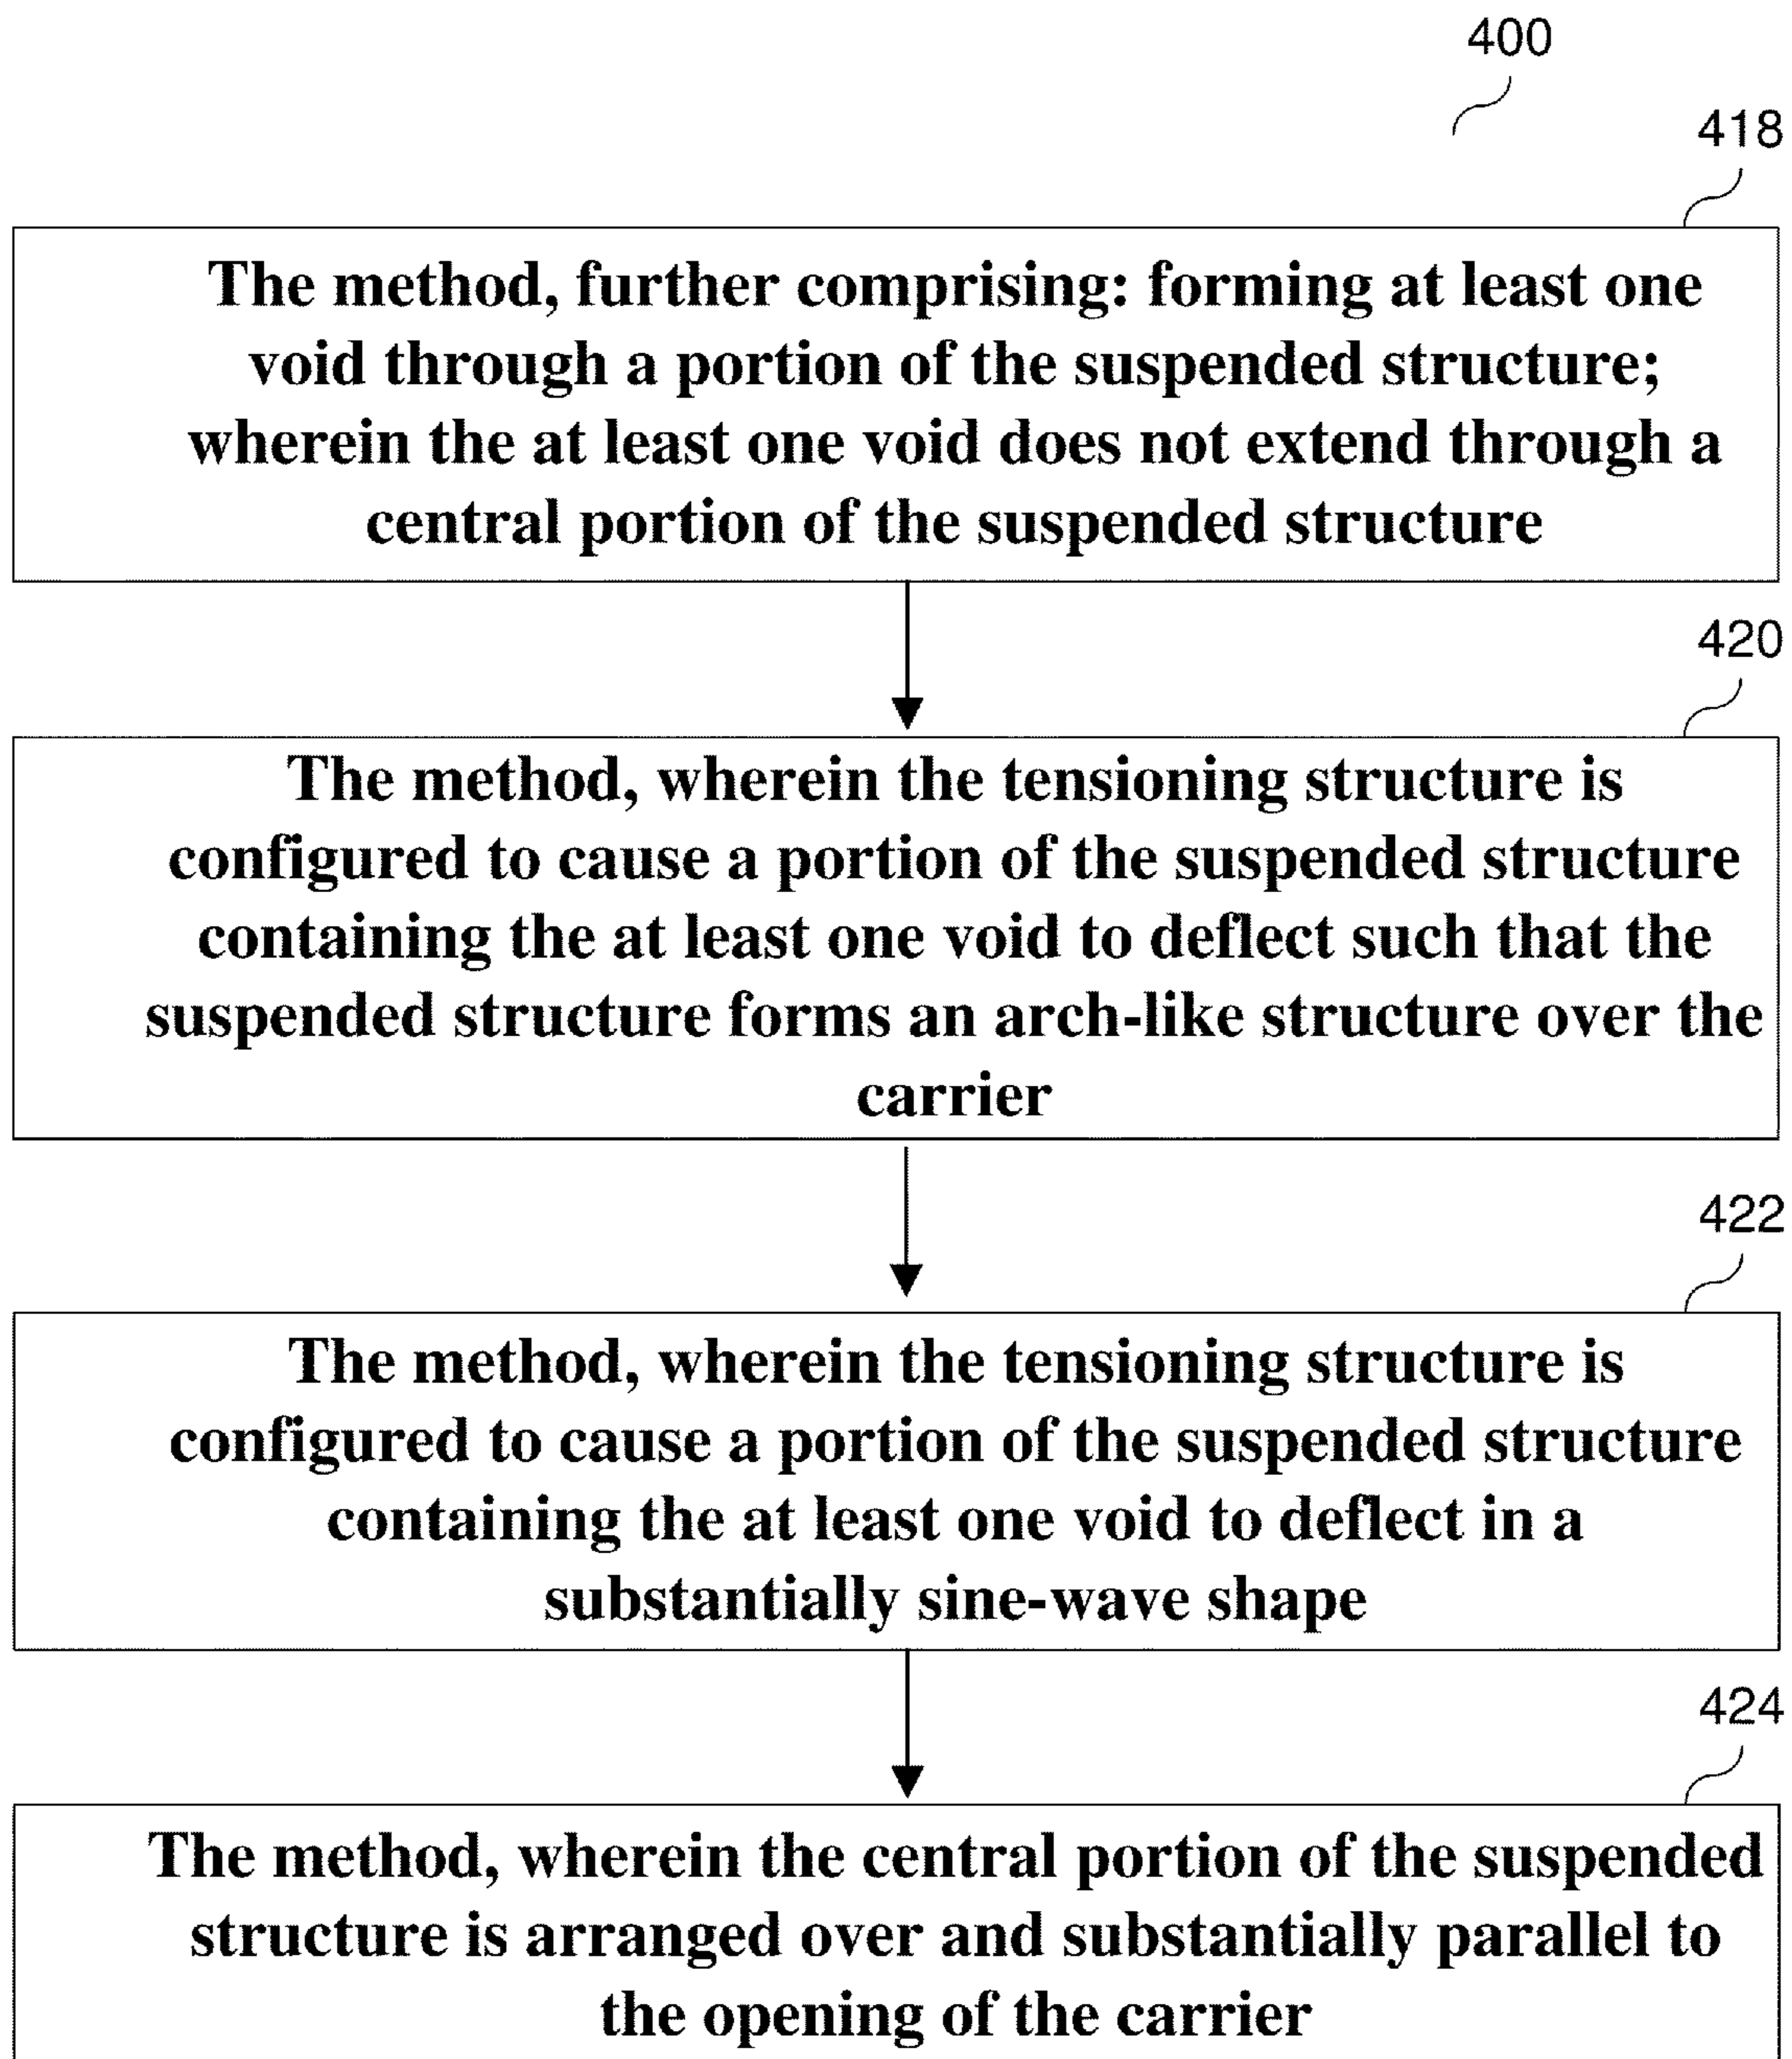 400
418
The method, further comprising: forming at least one
void through a portion of the suspended structure;
wherein the at least one void does not extend through a
central portion of the suspended structure
420
The method, wherein the tensioning structure is
configured to cause a portion of the suspended structure
containing the at least one void to deflect such that the
suspended structure forms an arch-like structure over the
carrier
422
The method, wherein the tensioning structure is
configured to cause a portion of the suspended structure
containing the at least one void to deflect in a
substantially sine-wave shape
424
The method, wherein the central portion of the suspended
structure is arranged over and substantially parallel to
the opening of the carrier